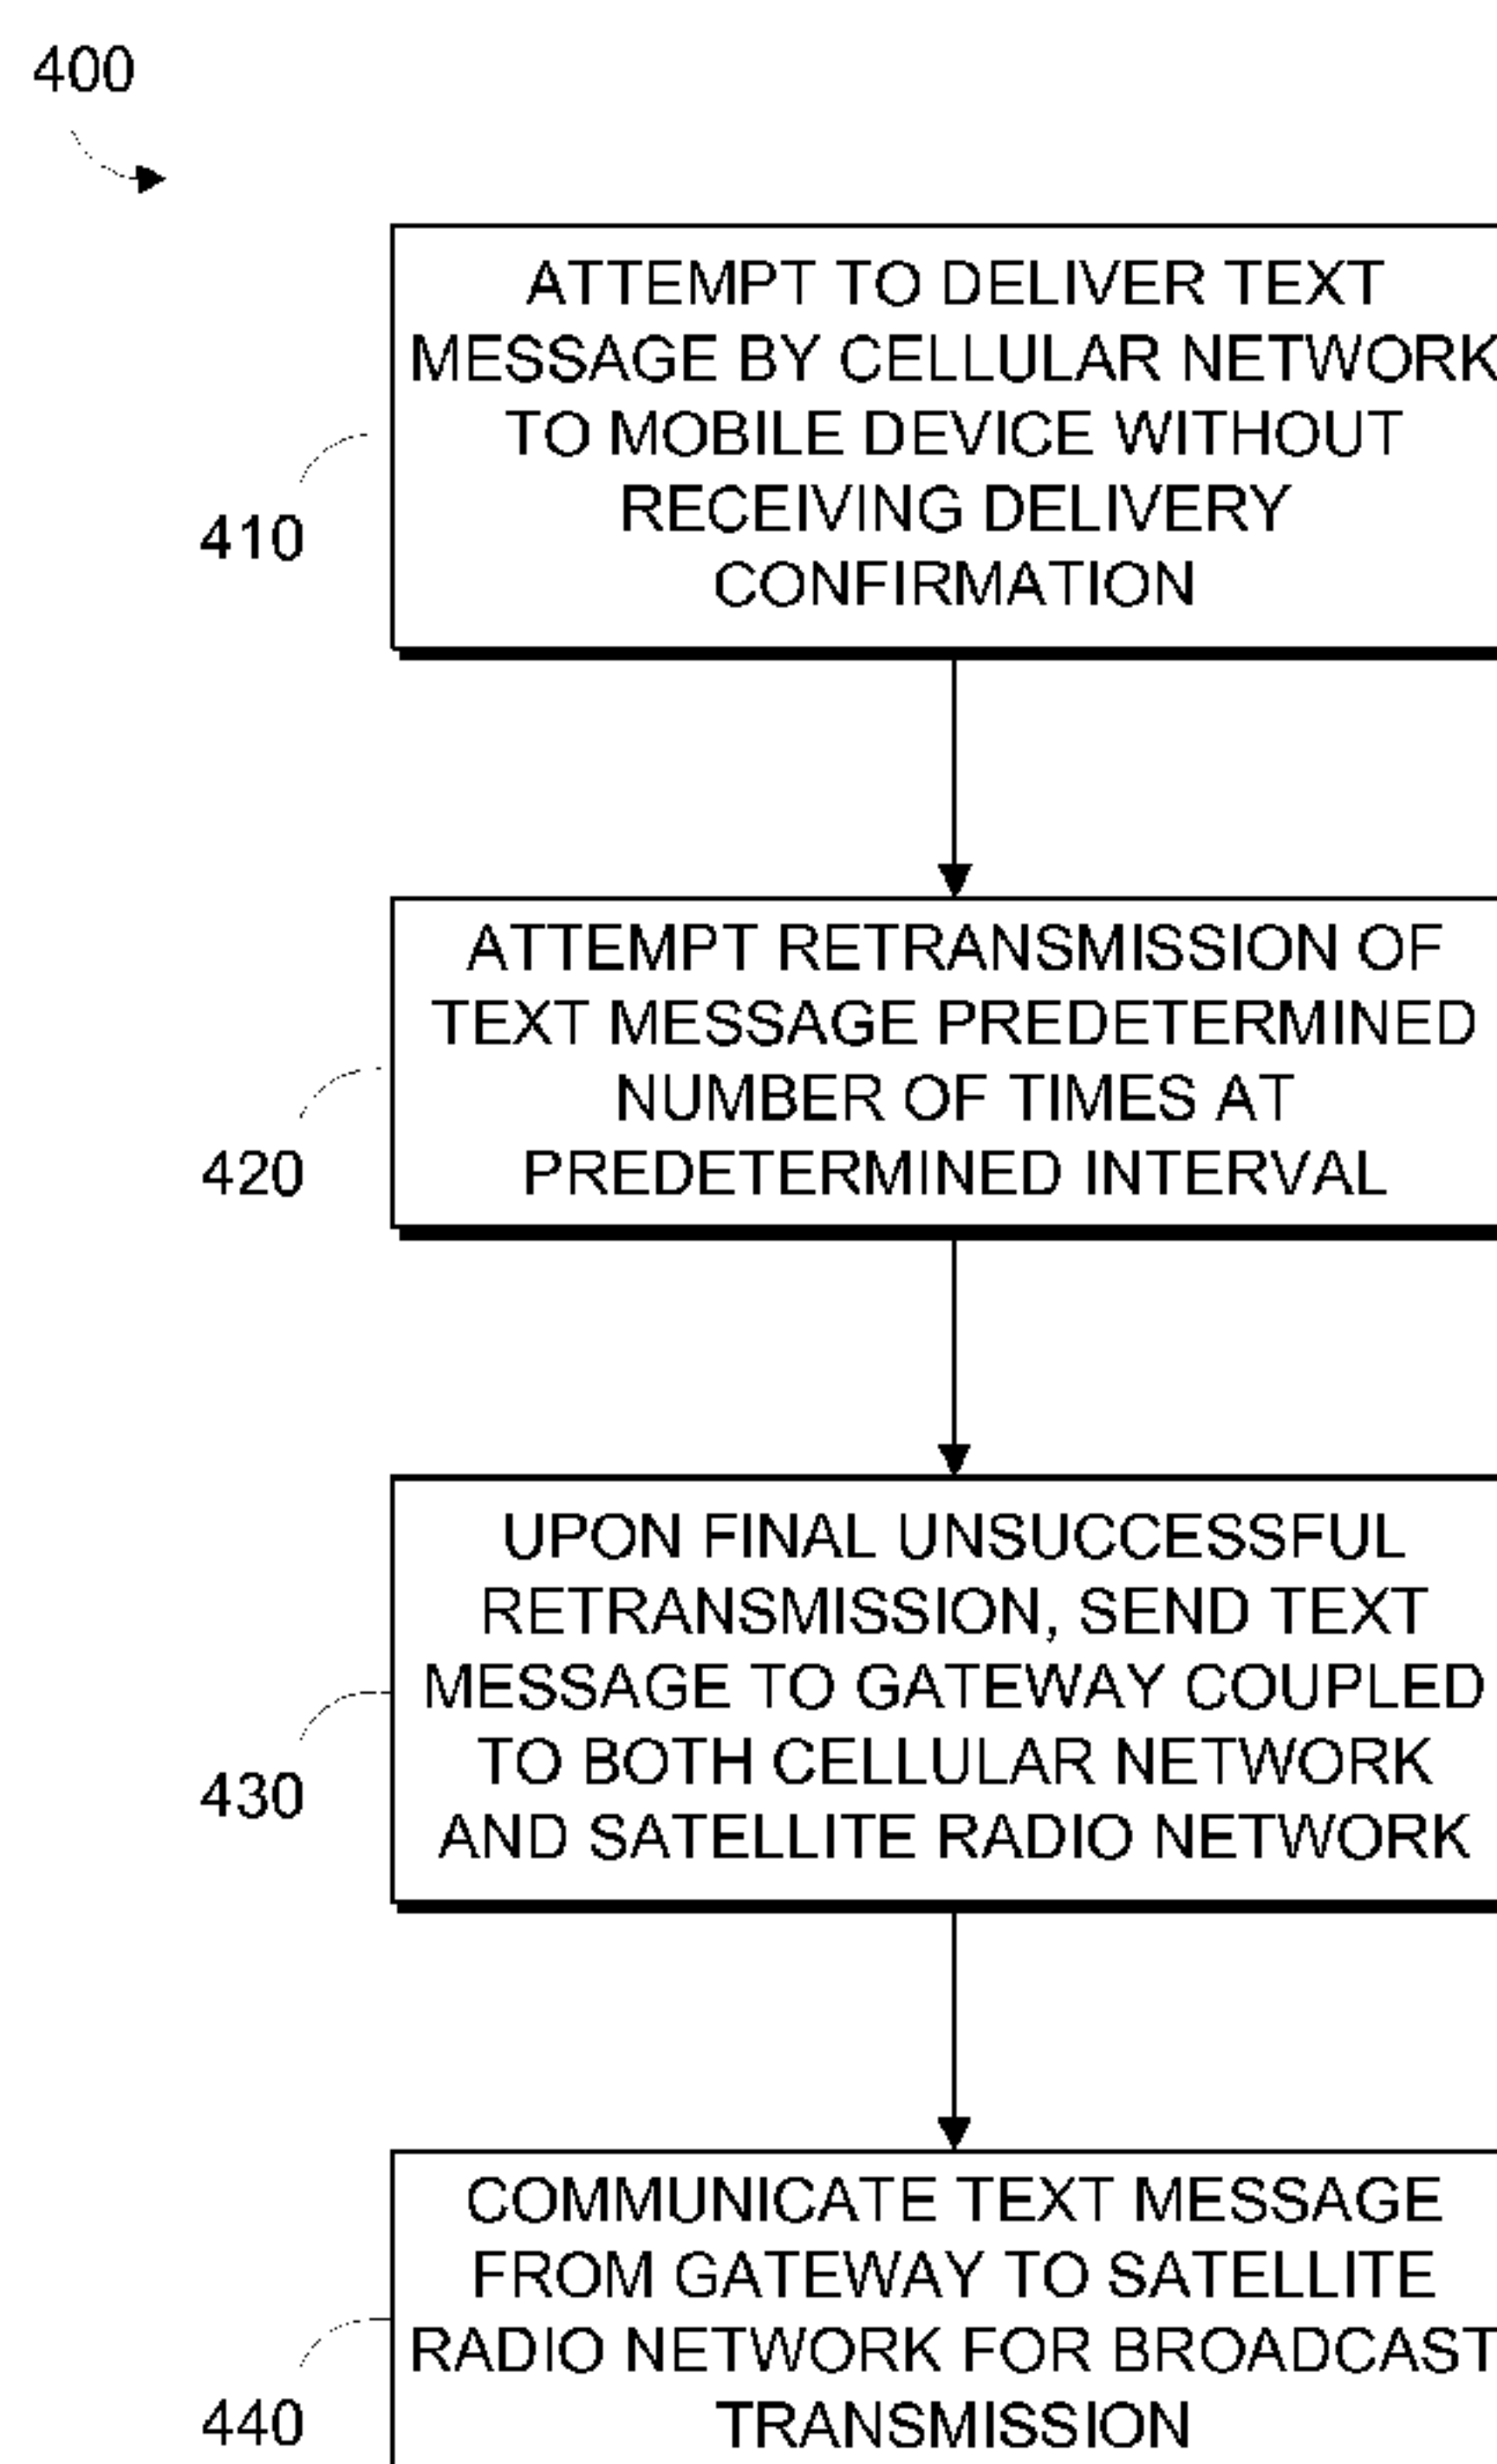 400
ATTEMPT TO DELIVER TEXT
MESSAGE BY CELLULAR NETWORK
TO MOBILE DEVICE WITHOUT
RECEIVING DELIVERY
CONFIRMATION
410
ATTEMPT RETRANSMISSION OF
TEXT MESSAGE PREDETERMINED
NUMBER OF TIMES AT
PREDETERMINED INTERVAL
420
UPON FINAL UNSUCCESSFUL
RETRANSMISSION, SEND TEXT
MESSAGE TO GATEWAY COUPLED
TO BOTH CELLULAR NETWORK
AND SATELLITE RADIO NETWORK
430
COMMUNICATE TEXT MESSAGE
FROM GATEWAY TO SATELLITE
RADIO NETWORK FOR BROADCAST
TRANSMISSION
440